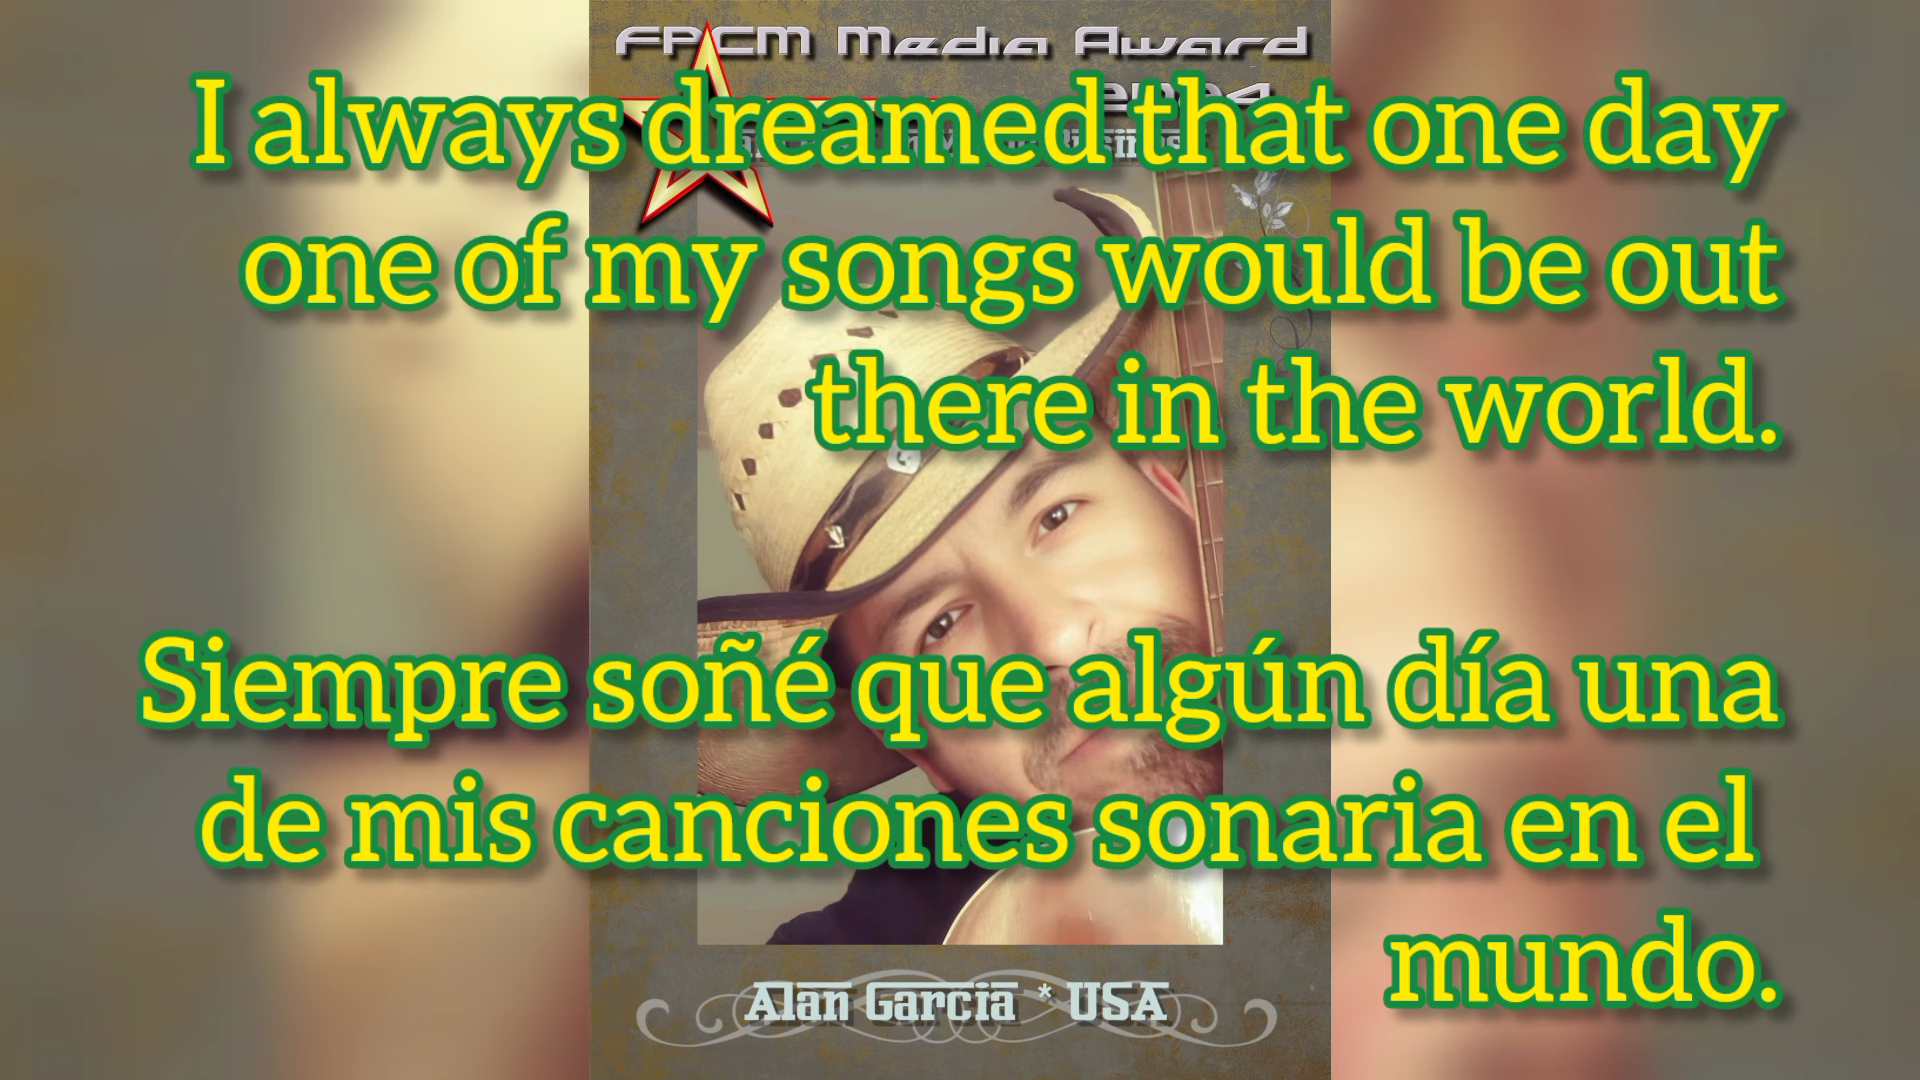 FPCM Media Award
I always dreamed that one day
one of my songs would be out
there in the world.
Siempre soñé que algún día una
de mis canciones sonaria en el
mundo.
Alan Garcia * USA